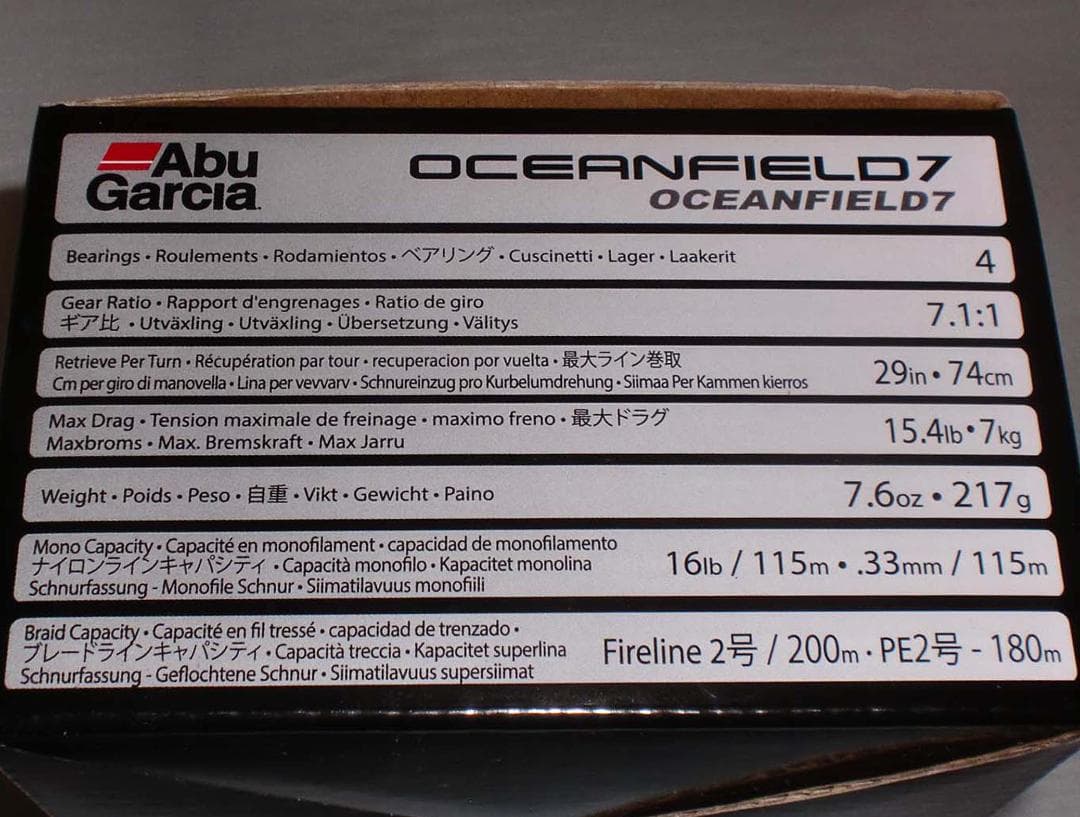 Abu
Garcia
OCEANFIELD7
OCEANFIELD7
Bearings • Roulements • Rodamientos • ベアリング • Cuscinetti • Lager • Laakerit
4
Gear Ratio • Rapport d'engrenages • Ratio de giro
ギア比 • Utväxling • Utväxling • Übersetzung • Välitys
7.1:1
Retrieve Per Turn • Récupération par tour • recuperacion por vuelta • 最大ライン巻取
Cm per giro di manovella • Lina per vevvarv • Schnureinzug pro Kurbelumdrehung • Siimaa Per Kammen kierros
29in • 74cm
Max Drag • Tension maximale de freinage • maximo freno • 最大ドラグ
Maxbroms • Max. Bremskraft • Max Jarru
15.4lb • 7kg
Weight • Poids • Peso • 自重 • Vikt • Gewicht • Paino
7.6oz • 217g
Mono Capacity • Capacité en monofilament • capacidad de monofilamento
ナイロンラインキャパシティ • Capacità monofilo • Kapacitet monolina
Schnurfassung - Monofile Schnur • Siimatilavuus monofiili
16lb / 115m • .33mm / 115m
Braid Capacity • Capacité en fil tressé • capacidad de trenzado •
ブレードラインキャパシティ • Capacità treccia • Kapacitet superlina
Schnurfassung - Geflochtene Schnur • Siimatilavuus supersiimat
Fireline 2号 / 200m · PE2号 - 180m